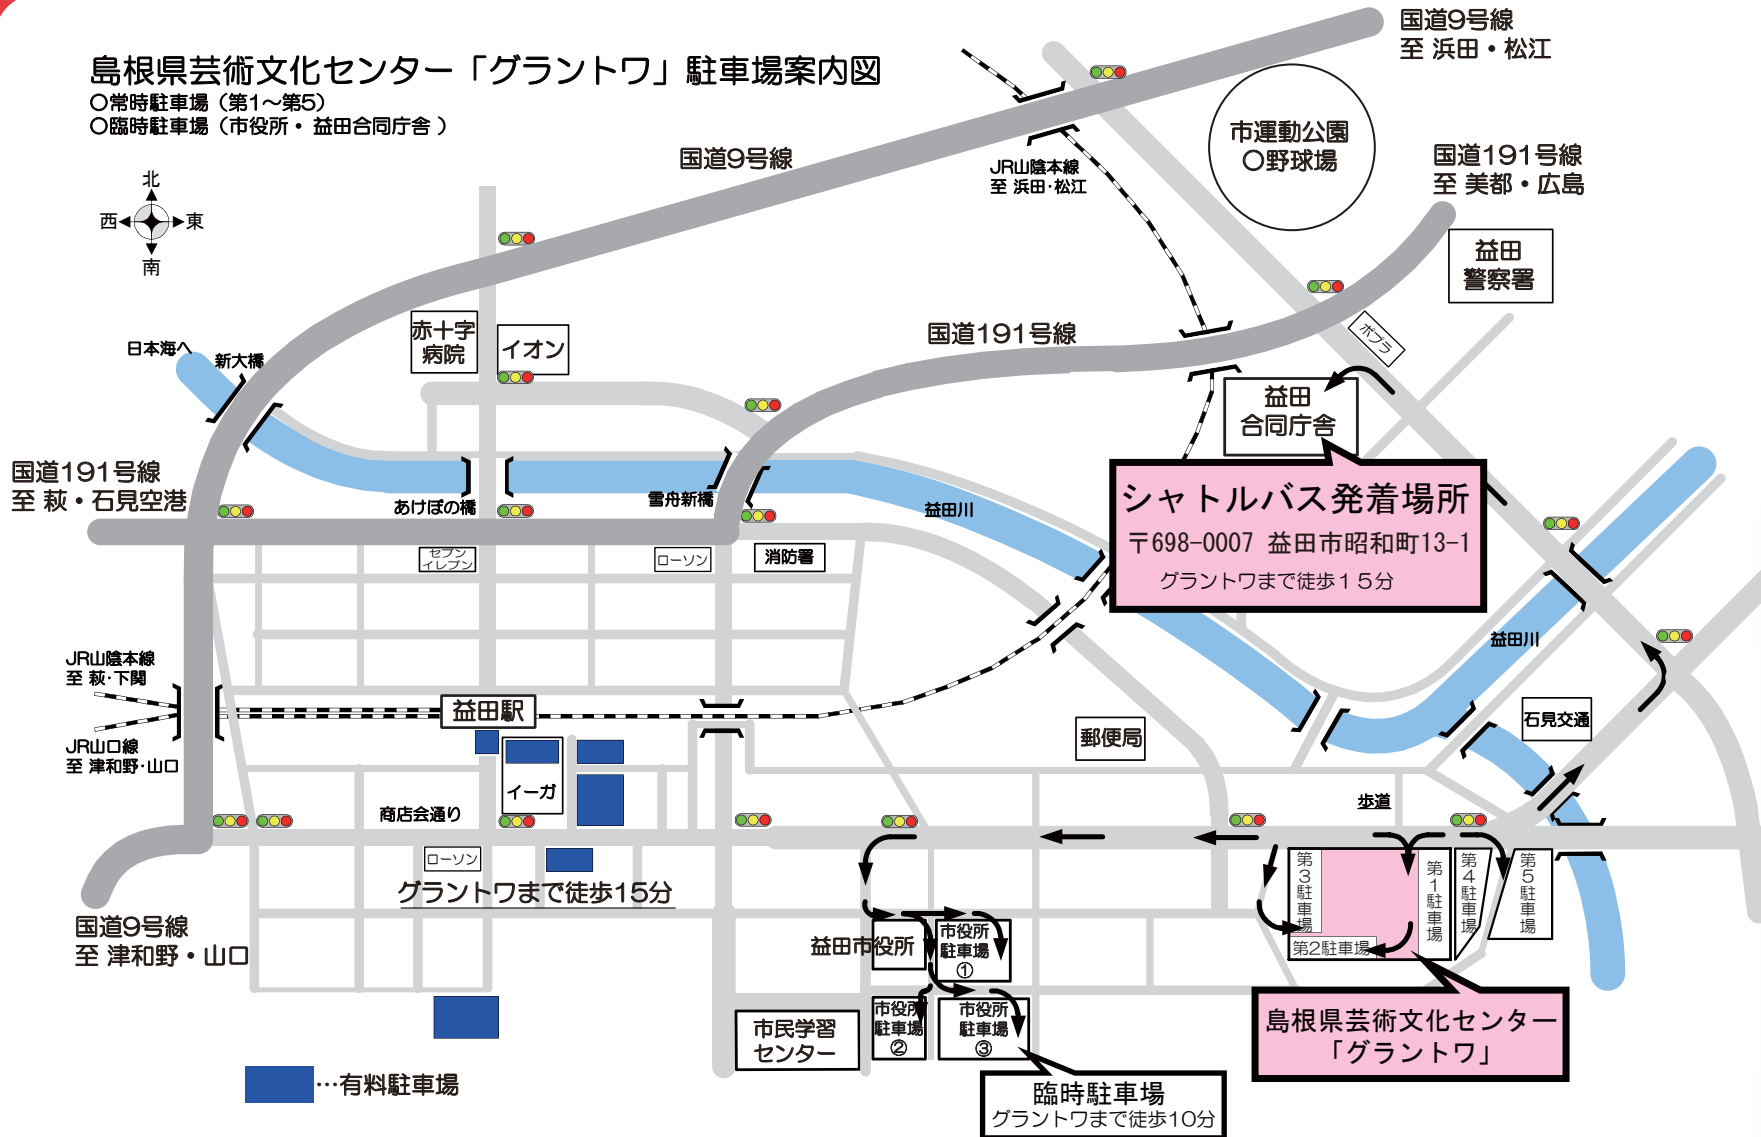 島根県芸術文化センター「グラントワ」駐車場案内図
〇常時駐車場（第1～第5）
〇臨時駐車場（市役所・益田合同庁舎）
北
西
東
南
国道9号線
至 浜田・松江
国道9号線
JR山陰本線
至 浜田・松江
市運動公園
〇野球場
国道191号線
至 美都・広島
益田
警察署
ポプラ
国道191号線
赤十字
病院
イオン
日本海へ
新大橋
益田
合同庁舎
国道191号線
至 萩・石見空港
あけぼの橋
雪舟新橋
益田川
シャトルバス発着場所
〒698-0007 益田市昭和町13-1
グラントワまで徒歩15分
セブン
イレブン
ローソン
消防署
益田川
JR山陰本線
至 萩・下関
益田駅
石見交通
郵便局
JR山口線
至 津和野・山口
イーガ
商店会通り
歩道
ローソン
グラントワまで徒歩15分
第3駐車場
第1駐車場
第4駐車場
第5駐車場
第2駐車場
国道9号線
至 津和野・山口
益田市役所
市役所
駐車場
①
市役所
駐車場
②
市役所
駐車場
③
市民学習
センター
島根県芸術文化センター
「グラントワ」
臨時駐車場
グラントワまで徒歩10分
…有料駐車場